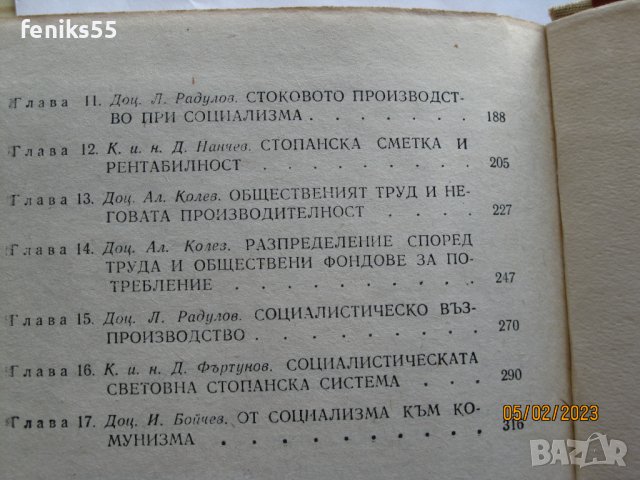 feniks55
Глава 11. Доц. Л. Радулов. СТОКОВОТО ПРОИЗВОДСТ-
ВО ПРИ СОЦИАЛИЗМА . . . . . . . 188
Глава 12. К. и. н. Д. Нанчев. СТОПАНСКА СМЕТКА И
РЕНТАБИЛНОСТ . . . . . . . . . 205
Глава 13. Доц. Ал. Колев. ОБЩЕСТВЕНИЯТ ТРУД И НЕ-
ГОВАТА ПРОИЗВОДИТЕЛНОСТ . . . . . 227
Глава 14. Доц. Ал. Колев. РАЗПРЕДЕЛЕНИЕ СПОРЕД
ТРУДА И ОБЩЕСТВЕНИ ФОНДОВЕ ЗА ПО-
ТРЕБЛЕНИЕ . . . . . . . . . . 247
Глава 15. Доц. Л. Радулов. СОЦИАЛИСТИЧЕСКО ВЪЗ-
ПРОИЗВОДСТВО . . . . . . . . . 270
Глава 16. К. и. н. Д. Фъртунов. СОЦИАЛИСТИЧЕСКАТА
СВЕТОВНА СТОПАНСКА СИСТЕМА . . . 290
Глава 17. Доц. И. Бойчев. ОТ СОЦИАЛИЗМА КЪМ КО-
МУНИЗМА . . . . . . . . . . . 316
05/02/2023
BAZAR